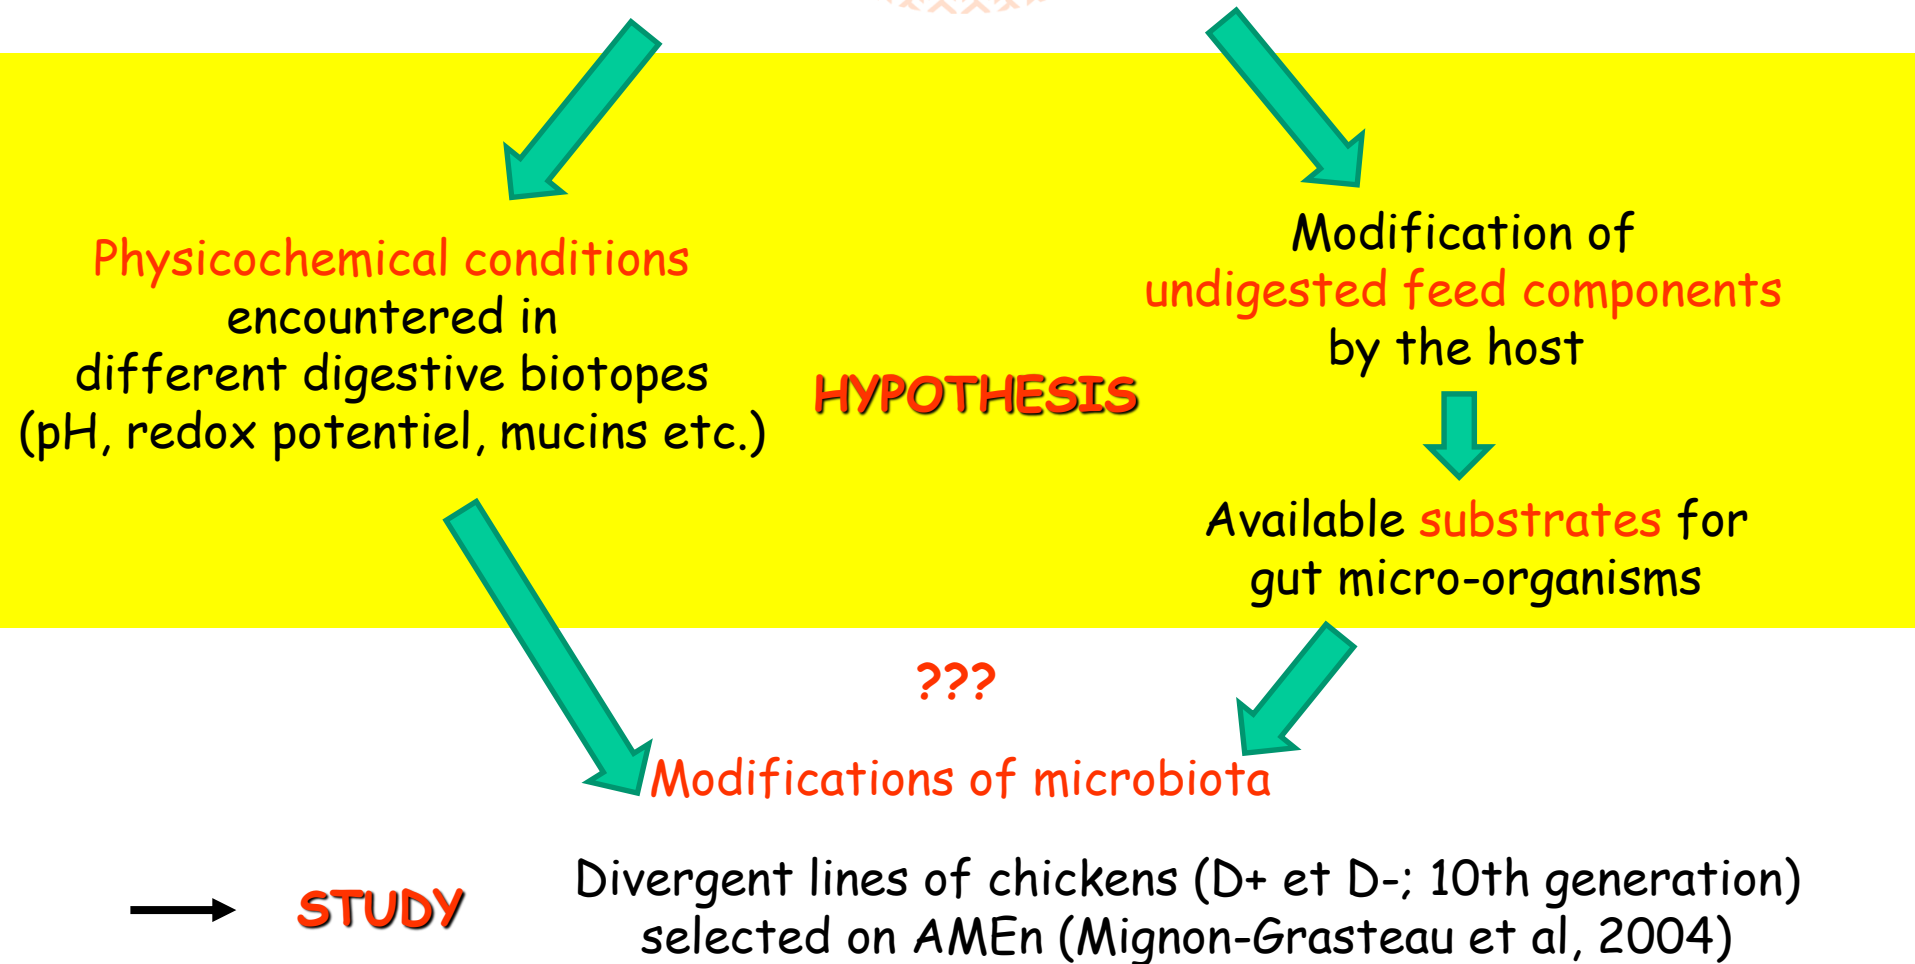 Physicochemical conditions
encountered in
different digestive biotopes
(pH, redox potentiel, mucins etc.)
HYPOTHESIS
Modification of
undigested feed components
by the host
Available substrates for
gut micro-organisms
???
Modifications of microbiota
STUDY
Divergent lines of chickens (D+ et D-; 10th generation)
selected on AMEn (Mignon-Grasteau et al, 2004)